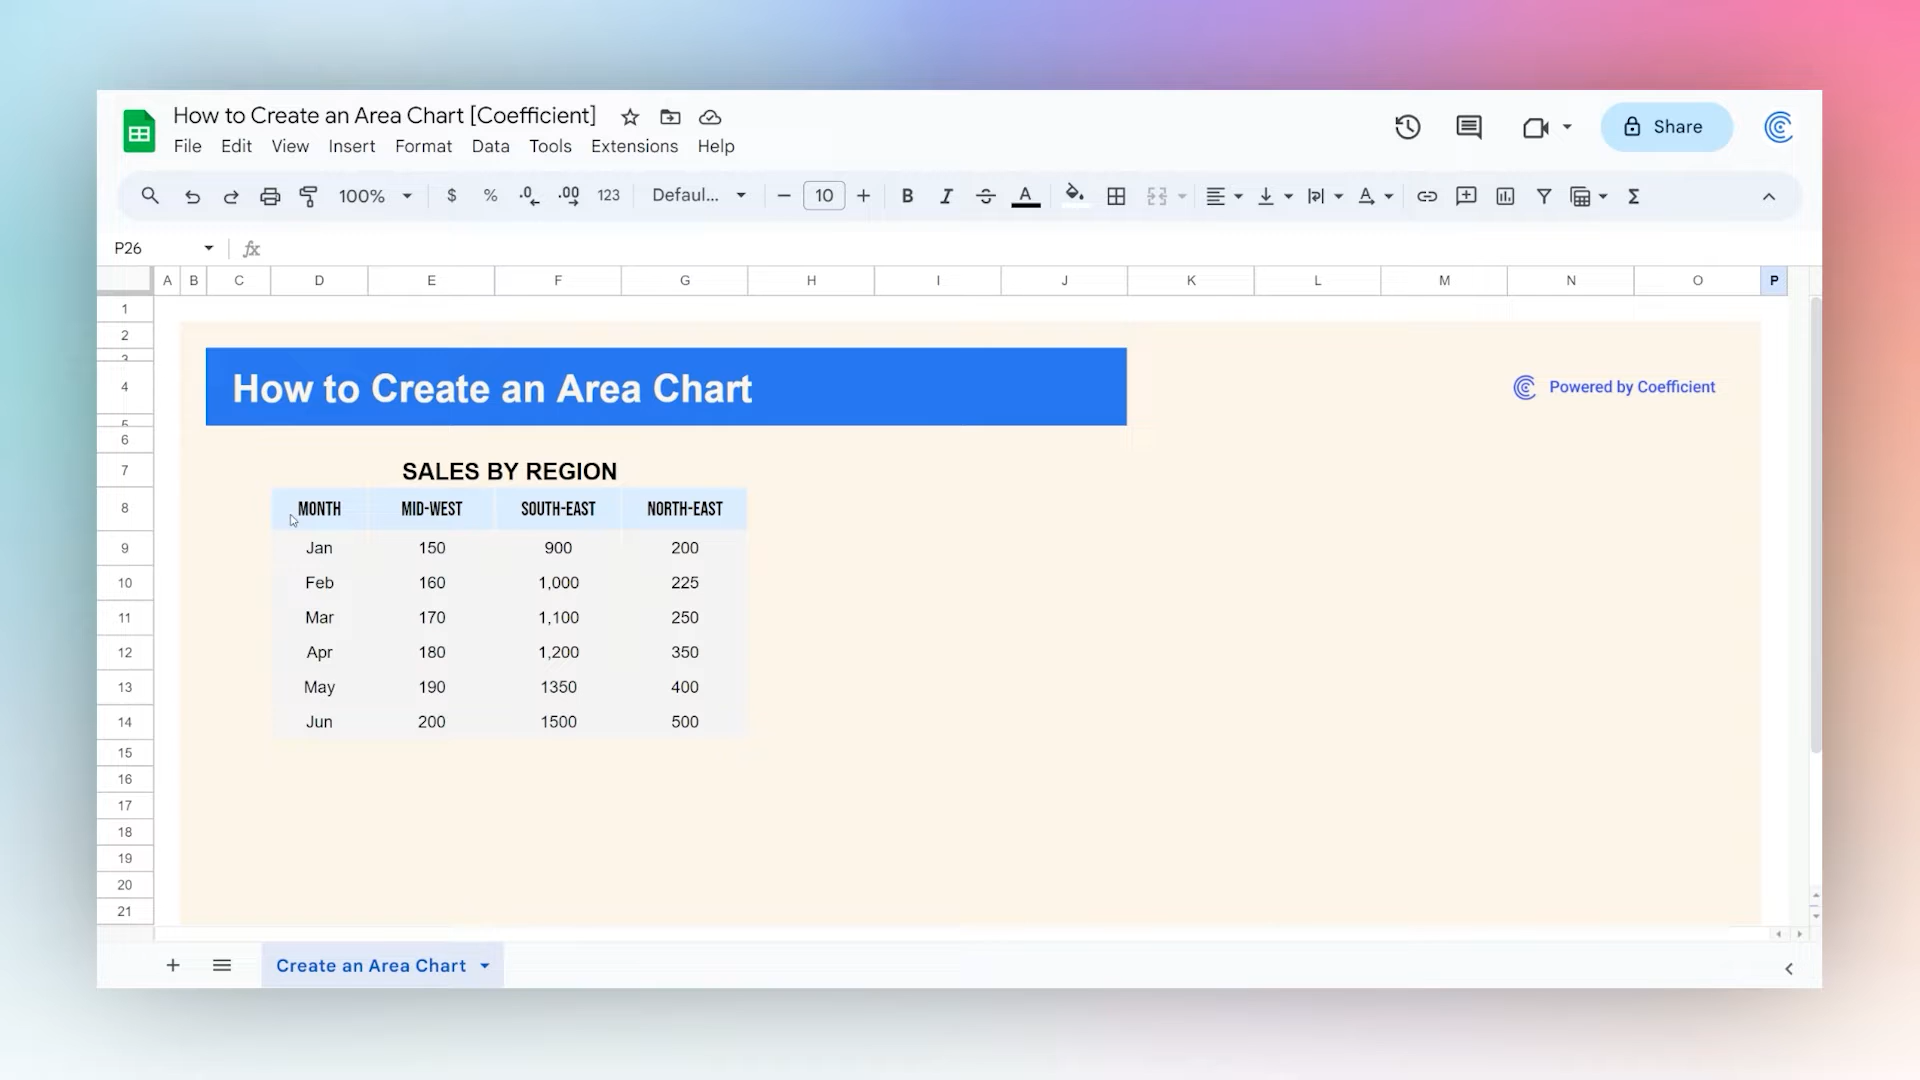 How to Create an Area Chart [Coefficient]
File Edit View Insert Format Data Tools Extensions Help
Share
100% $ % .0 .00 123 Defaul... 10 B I A Σ
P26 fx
A B C D E F G H I J K L M N O P
1
2
3
4 How to Create an Area Chart Powered by Coefficient
5
6
7 SALES BY REGION
8 MONTH MID-WEST SOUTH-EAST NORTH-EAST
9 Jan 150 900 200
10 Feb 160 1,000 225
11 Mar 170 1,100 250
12 Apr 180 1,200 350
13 May 190 1350 400
14 Jun 200 1500 500
15
16
17
18
19
20
21
Create an Area Chart